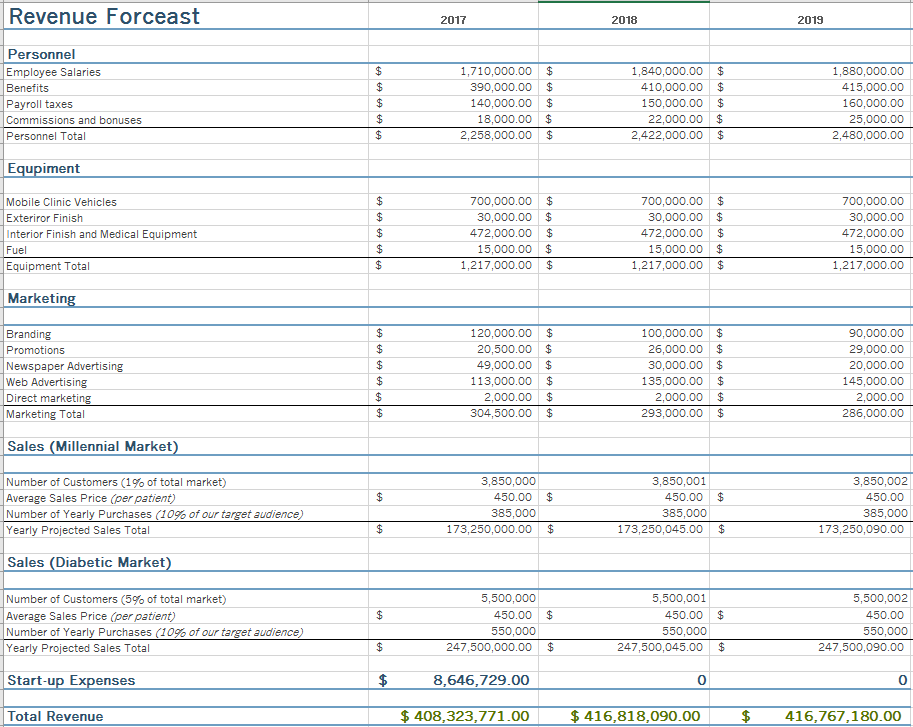 Revenue Forceast 2017 2018 2019
Personnel
Employee Salaries $ 1,710,000.00 $ 1,840,000.00 $ 1,880,000.00
Benefits $ 390,000.00 $ 410,000.00 $ 415,000.00
Payroll taxes $ 140,000.00 $ 150,000.00 $ 160,000.00
Commissions and bonuses $ 18,000.00 $ 22,000.00 $ 25,000.00
Personnel Total $ 2,258,000.00 $ 2,422,000.00 $ 2,480,000.00
Equpiment
Mobile Clinic Vehicles $ 700,000.00 $ 700,000.00 $ 700,000.00
Exteriror Finish $ 30,000.00 $ 30,000.00 $ 30,000.00
Interior Finish and Medical Equipment $ 472,000.00 $ 472,000.00 $ 472,000.00
Fuel $ 15,000.00 $ 15,000.00 $ 15,000.00
Equipment Total $ 1,217,000.00 $ 1,217,000.00 $ 1,217,000.00
Marketing
Branding $ 120,000.00 $ 100,000.00 $ 90,000.00
Promotions $ 20,500.00 $ 26,000.00 $ 29,000.00
Newspaper Advertising $ 49,000.00 $ 30,000.00 $ 20,000.00
Web Advertising $ 113,000.00 $ 135,000.00 $ 145,000.00
Direct marketing $ 2,000.00 $ 2,000.00 $ 2,000.00
Marketing Total $ 304,500.00 $ 293,000.00 $ 286,000.00
Sales (Millennial Market)
Number of Customers (1% of total market) 3,850,000 3,850,001 3,850,002
Average Sales Price (per patient) $ 450.00 $ 450.00 $ 450.00
Number of Yearly Purchases (10% of our target audience) 385,000 385,000 385,000
Yearly Projected Sales Total $ 173,250,000.00 $ 173,250,045.00 $ 173,250,090.00
Sales (Diabetic Market)
Number of Customers (5% of total market) 5,500,000 5,500,001 5,500,002
Average Sales Price (per patient) $ 450.00 $ 450.00 $ 450.00
Number of Yearly Purchases (10% of our target audience) 550,000 550,000 550,000
Yearly Projected Sales Total $ 247,500,000.00 $ 247,500,045.00 $ 247,500,090.00
Start-up Expenses $ 8,646,729.00 0 0
Total Revenue $ 408,323,771.00 $ 416,818,090.00 $ 416,767,180.00